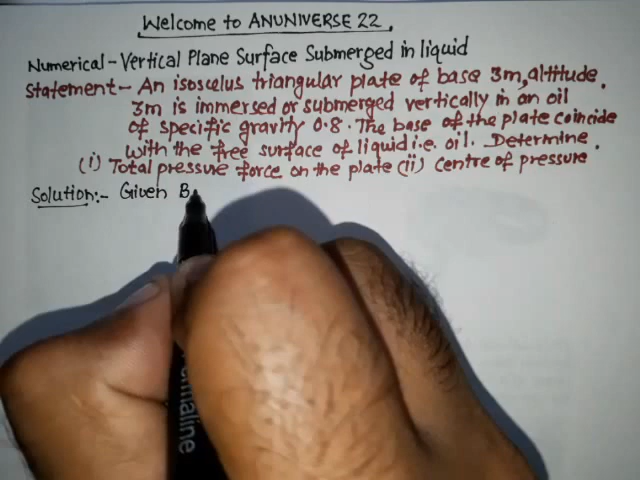 Welcome to ANUNIVERSE 22.
Numerical - Vertical Plane Surface Submerged in liquid
Statement - An isoscelus triangular plate of base 3m, altitude.
3m is immersed or submerged vertically in an oil
of specific gravity 0.8. The base of the plate coincide
with the free surface of liquid i.e. oil. Determine.
(i) Total pressure force on the plate (ii) Centre of pressure
Solution:- Given B
maline